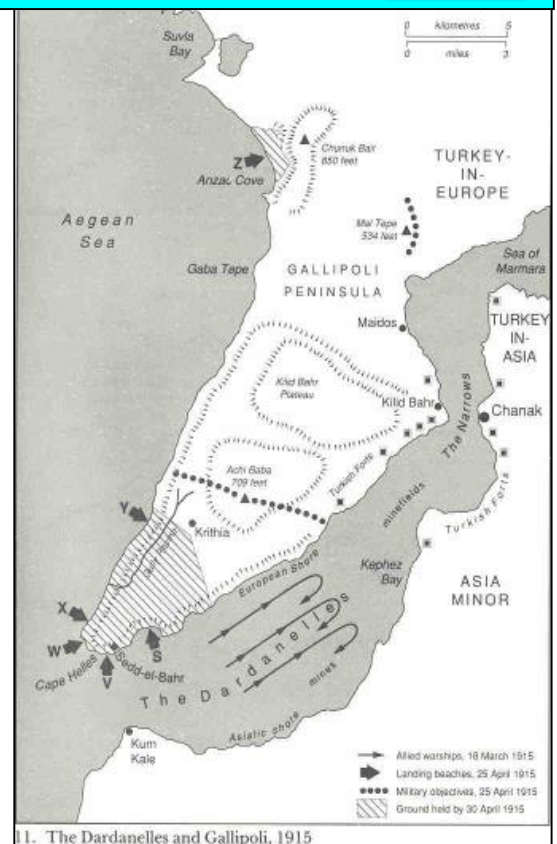 kilometres
0 5
0 3
miles
Suvla
Bay
Chunuk Bair
850 feet
Z
Anzac Cove
TURKEY-
IN-
EUROPE
Aegean
Sea
Mal Tepe
534 feet
Sea of
Marmara
Gaba Tepe
GALLIPOLI
PENINSULA
TURKEY
IN-
ASIA
Maidos
The Narrows
Kilid Bahr
Plateau
Kilid Bahr
Chanak
Achi Baba
709 feet
Turkish Forts
minefields
Turkish Forts
Y
Krithia
Kephez
Bay
European Shore
ASIA
MINOR
X
W
V
S
Cape Helles
Sedd-el-Bahr
The Dardanelles
mines
Asiatic shore
Kum
Kale
Allied warships, 18 March 1915
Landing beaches, 25 April 1915
Military objectives, 25 April 1915
Ground held by 30 April 1915
11. The Dardanelles and Gallipoli, 1915